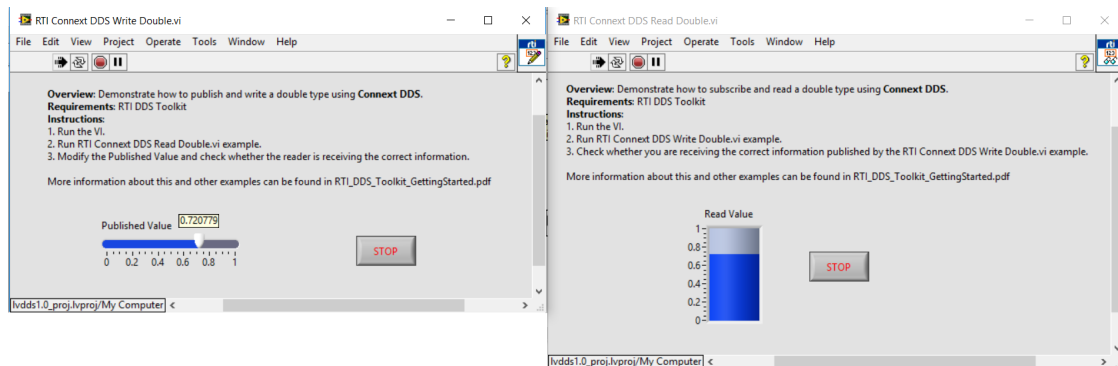 RTI Connext DDS Write Double.vi
File Edit View Project Operate Tools Window Help
rti
Overview: Demonstrate how to publish and write a double type using Connext DDS.
Requirements: RTI DDS Toolkit
Instructions:
1. Run the VI.
2. Run RTI Connext DDS Read Double.vi example.
3. Modify the Published Value and check whether the reader is receiving the correct information.
More information about this and other examples can be found in RTI_DDS_Toolkit_GettingStarted.pdf
Published Value 0.720779
0 0.2 0.4 0.6 0.8 1
STOP
lvdds1.0_proj.lvproj/My Computer
RTI Connext DDS Read Double.vi
File Edit View Project Operate Tools Window Help
rti
Overview: Demonstrate how to subscribe and read a double type using Connext DDS.
Requirements: RTI DDS Toolkit
Instructions:
1. Run the VI.
2. Run RTI Connext DDS Write Double.vi example.
3. Check whether you are receiving the correct information published by the RTI Connext DDS Write Double.vi example.
More information about this and other examples can be found in RTI_DDS_Toolkit_GettingStarted.pdf
Read Value
1
0.8
0.6
0.4
0.2
0
STOP
lvdds1.0_proj.lvproj/My Computer